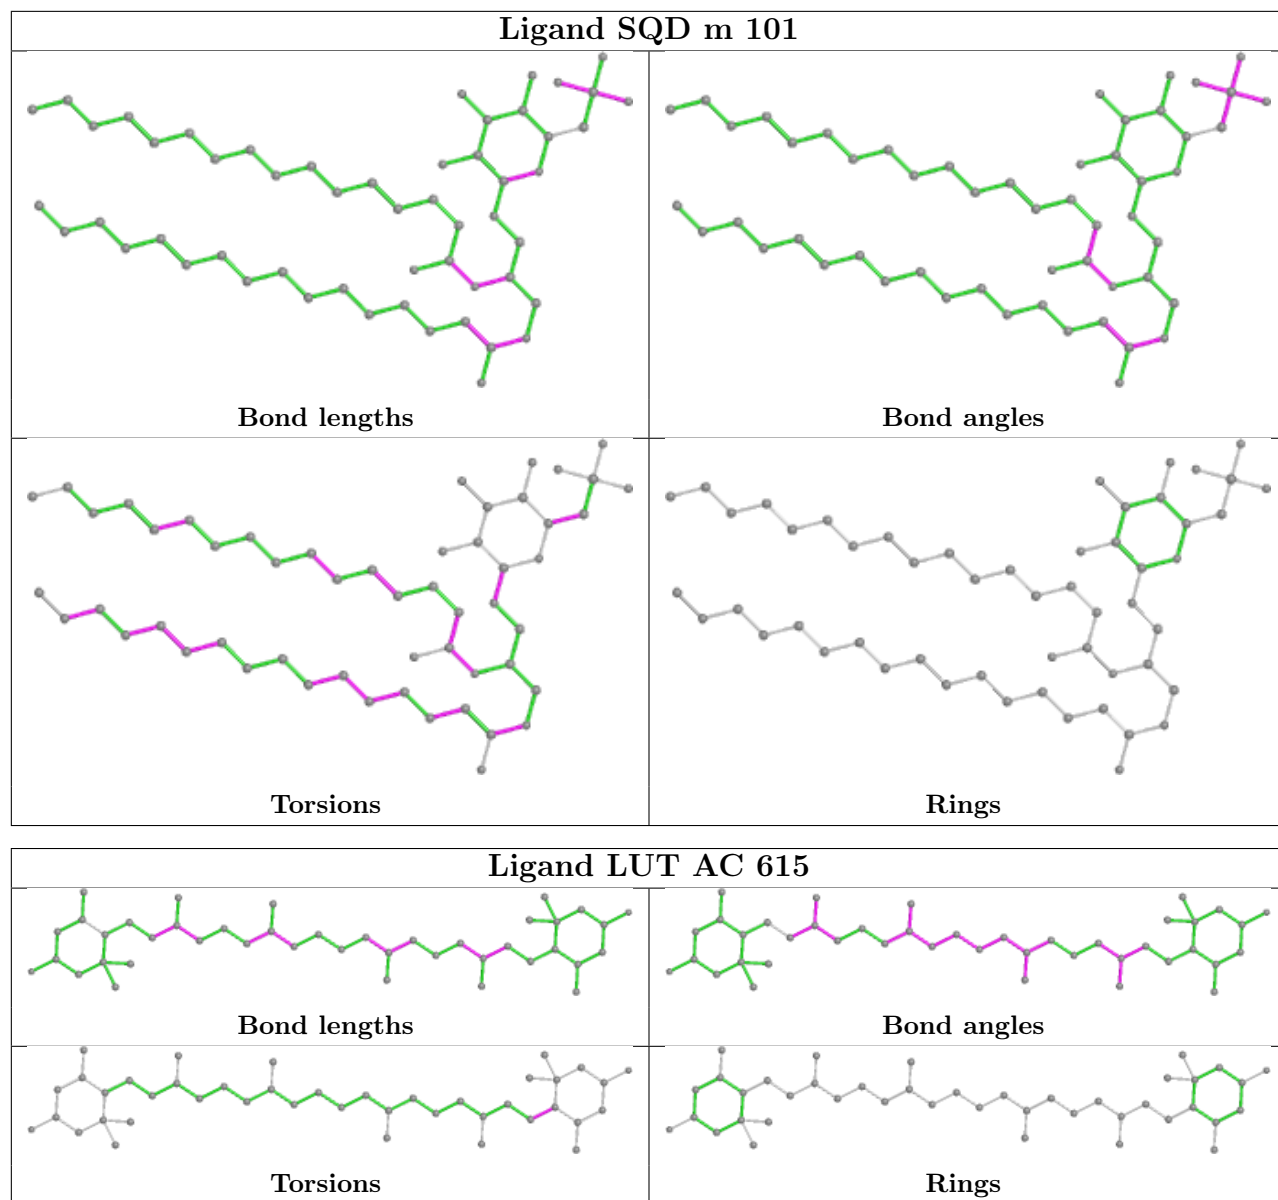 Ligand SQD m 101
Bond lengths
Bond angles
Torsions
Rings
Ligand LUT AC 615
Bond lengths
Bond angles
Torsions
Rings